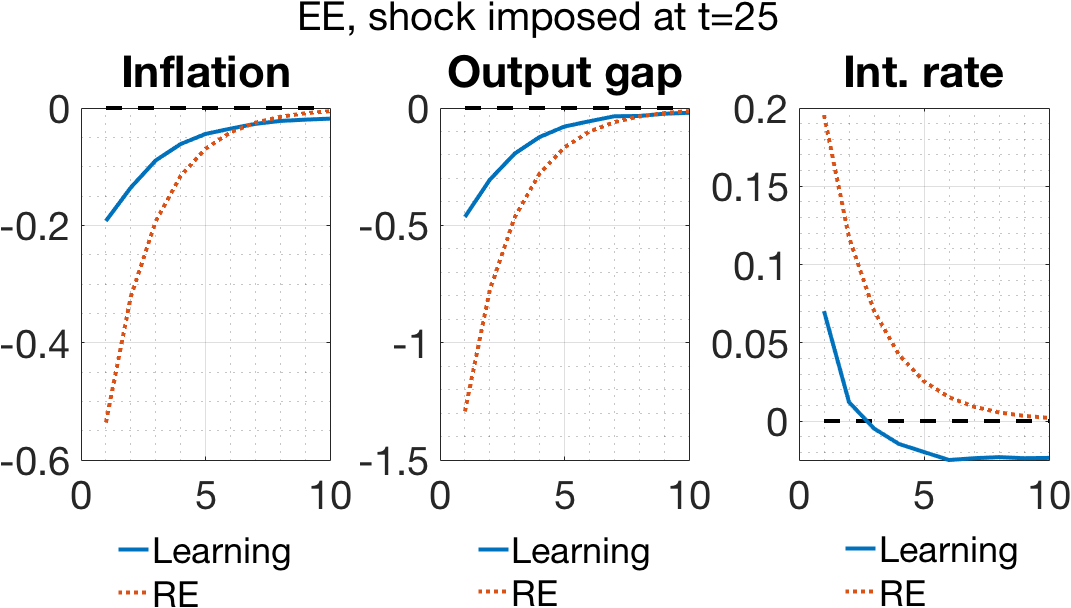 EE, shock imposed at t=25
Inflation
Output gap
Int. rate
0
-0.2
-0.4
-0.6
0
5
10
Learning
RE
0
-0.5
-1
-1.5
0
5
10
Learning
RE
0.2
0.15
0.1
0.05
0
0
5
10
Learning
RE